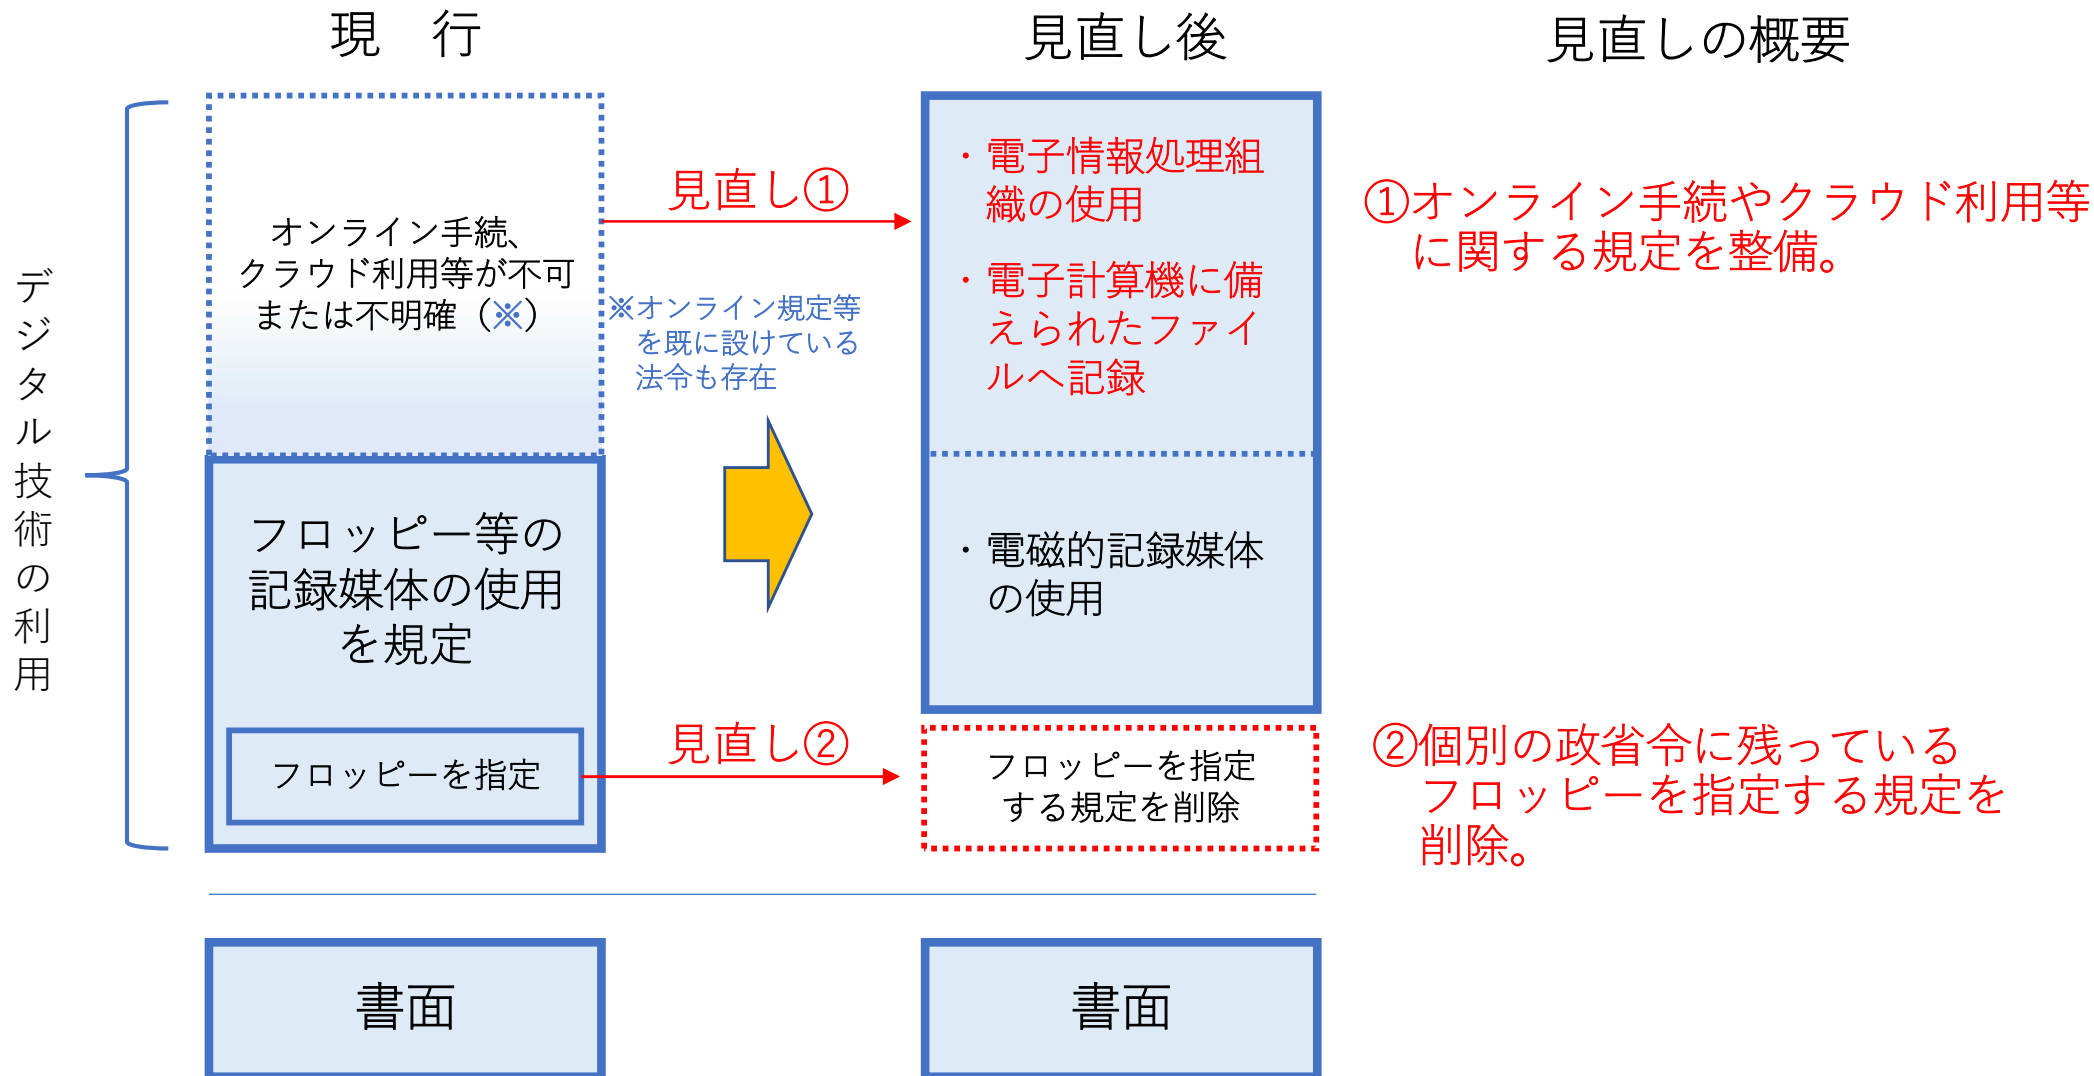 現　行
見直し後
見直しの概要
デジタル技術の利用
オンライン手続、
クラウド利用等が不可
または不明確（※）
見直し①
※オンライン規定等
を既に設けている
法令も存在
・電子情報処理組
織の使用
・電子計算機に備
えられたファイ
ルへ記録
①オンライン手続やクラウド利用等
に関する規定を整備。
フロッピー等の
記録媒体の使用
を規定
・電磁的記録媒体
の使用
フロッピーを指定
見直し②
フロッピーを指定
する規定を削除
②個別の政省令に残っている
フロッピーを指定する規定を
削除。
書面
書面